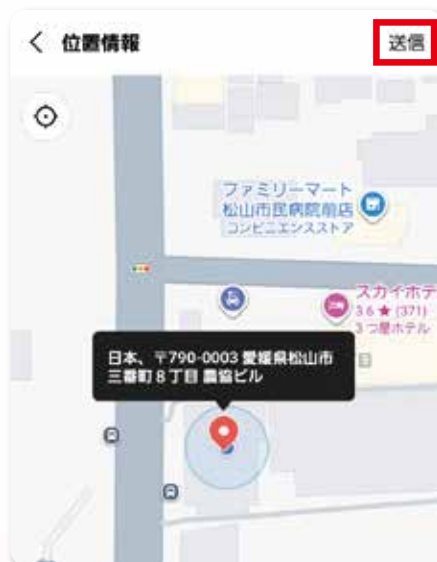 位置情報
送信
ファミリーマート
松山市民病院前店
コンビニエンスストア
スカイホテ
3.6 ★ (371)
3 つ星ホテル
日本、〒790-0003 愛媛県松山市
三番町８丁目 農協ビル